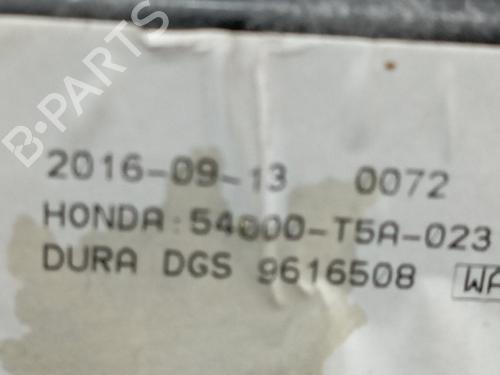 B-PARTS
2016-09-13 0072
HONDA:54000-T5A-023
DURA DGS 9616508